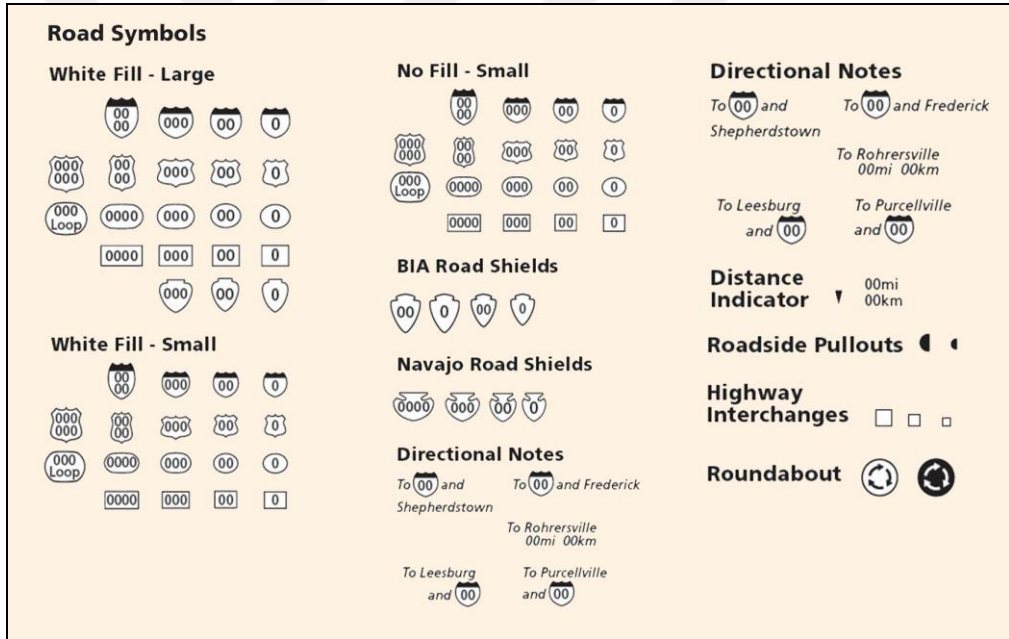 Road Symbols
White Fill - Large
00
00
000
00
0
000
000
00
00
000
00
0
000
Loop
0000
000
00
0
0000
000
00
0
000
00
0
White Fill - Small
00
00
000
00
0
000
000
00
00
000
00
0
000
Loop
0000
000
00
0
0000
000
00
0
No Fill - Small
00
00
000
00
0
000
000
00
00
000
00
0
000
Loop
0000
000
00
0
0000
000
00
0
BIA Road Shields
00
0
00
0
Navajo Road Shields
0000
000
00
0
Directional Notes
To 00 and
Shepherdstown
To 00 and Frederick
To Rohrersville
00mi 00km
To Leesburg
and 00
To Purcellville
and 00
Directional Notes
To 00 and
Shepherdstown
To 00 and Frederick
To Rohrersville
00mi 00km
To Leesburg
and 00
To Purcellville
and 00
Distance
Indicator
00mi
00km
Roadside Pullouts
Highway
Interchanges
Roundabout